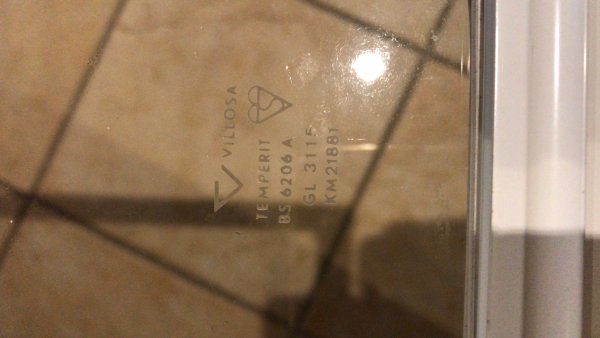 VILLOSA
TEMPERIT
BS 6206 A
GL 3115
KM21881